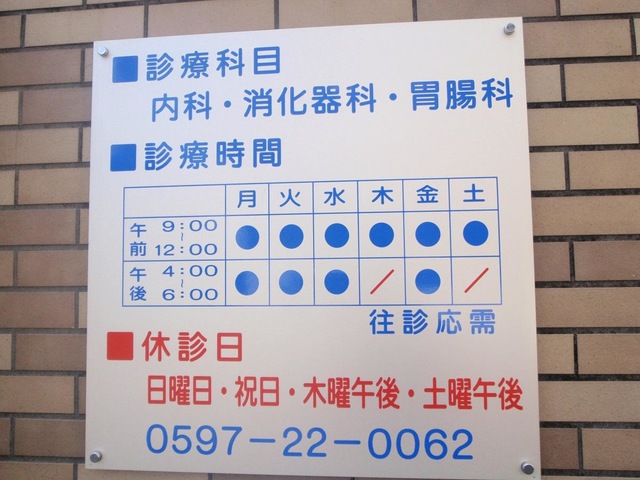 ■診療科目
内科・消化器科・胃腸科
■診療時間
月 火 水 木 金 土
午前 9:00~12:00 ● ● ● ● ● ●
午後 4:00~6:00 ● ● ● / ● /
往診応需
■休診日
日曜日・祝日・木曜午後・土曜午後
0597-22-0062